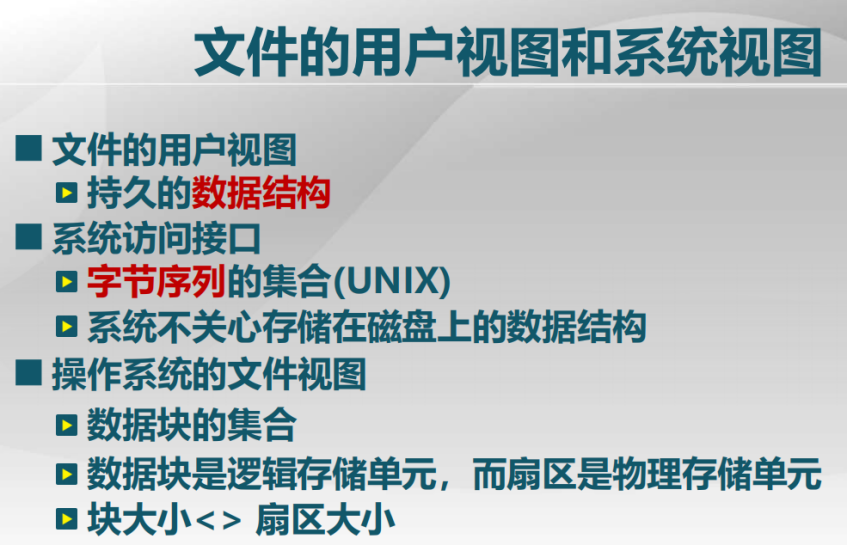 文件的用户视图和系统视图
文件的用户视图
持久的数据结构
系统访问接口
字节序列的集合(UNIX)
系统不关心存储在磁盘上的数据结构
操作系统的文件视图
数据块的集合
数据块是逻辑存储单元，而扇区是物理存储单元
块大小<> 扇区大小